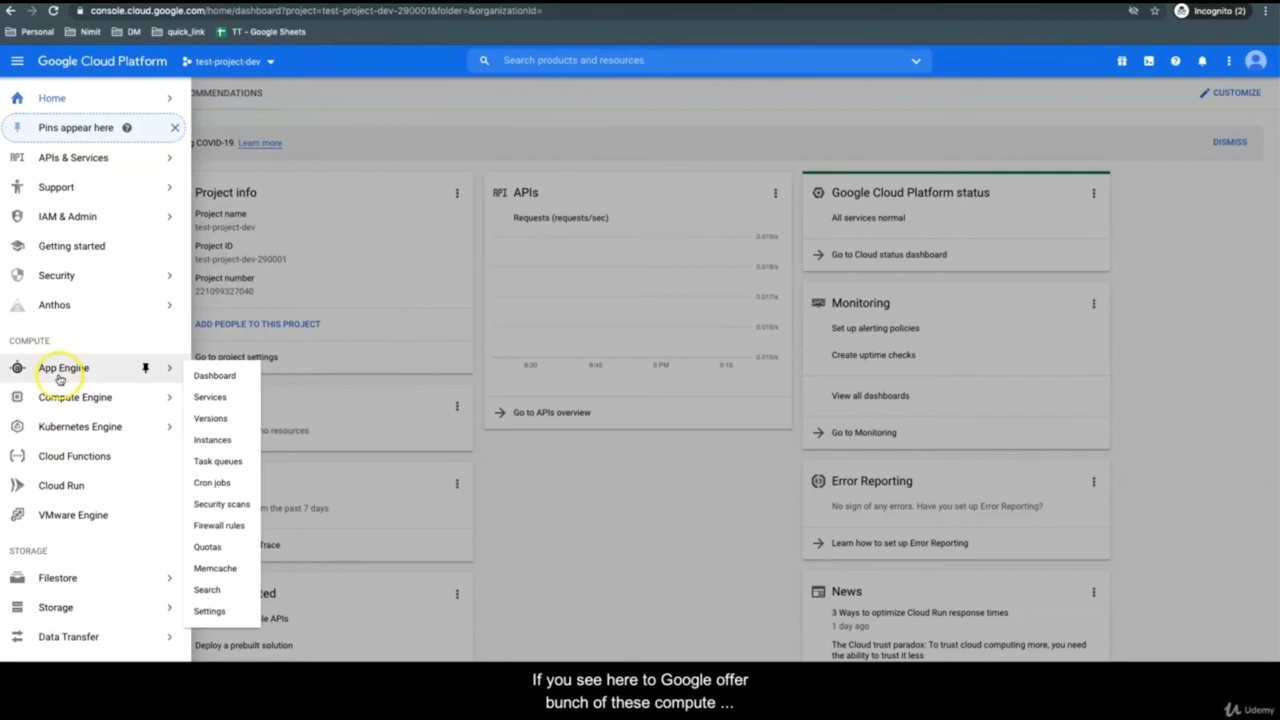 console.cloud.google.com/home/dashboard?project=test-project-dev-290001&folder=&organizationId=
Incognito (2)
Personal
Nimit
DM
quick_link
TT - Google Sheets
Google Cloud Platform
test-project-dev
Search products and resources
Home
Pins appear here
API APIs & Services
Support
IAM & Admin
Getting started
Security
Anthos
COMPUTE
App Engine
Compute Engine
Kubernetes Engine
Cloud Functions
Cloud Run
VMware Engine
STORAGE
Filestore
Storage
Data Transfer
Dashboard
Services
Versions
Instances
Task queues
Cron jobs
Security scans
Firewall rules
Quotas
Memcache
Search
Settings
CUSTOMIZE
COVID-19. Learn more
DISMISS
Project info
Project name
test-project-dev
Project ID
test-project-dev-290001
Project number
221099327040
ADD PEOPLE TO THIS PROJECT
Go to project settings
no resources
the past 7 days
Deploy a prebuilt solution
API APIs
Requests (requests/sec)
8:30
8:45
9 PM
9:15
Go to APIs overview
Google Cloud Platform status
All services normal
Go to Cloud status dashboard
Monitoring
Set up alerting policies
Create uptime checks
View all dashboards
Go to Monitoring
Error Reporting
No sign of any errors. Have you set up Error Reporting?
Learn how to set up Error Reporting
News
3 Ways to optimize Cloud Run response times
1 day ago
The Cloud trust paradox: To trust cloud computing more, you need
the ability to trust it less
If you see here to Google offer
bunch of these compute ...
Udemy